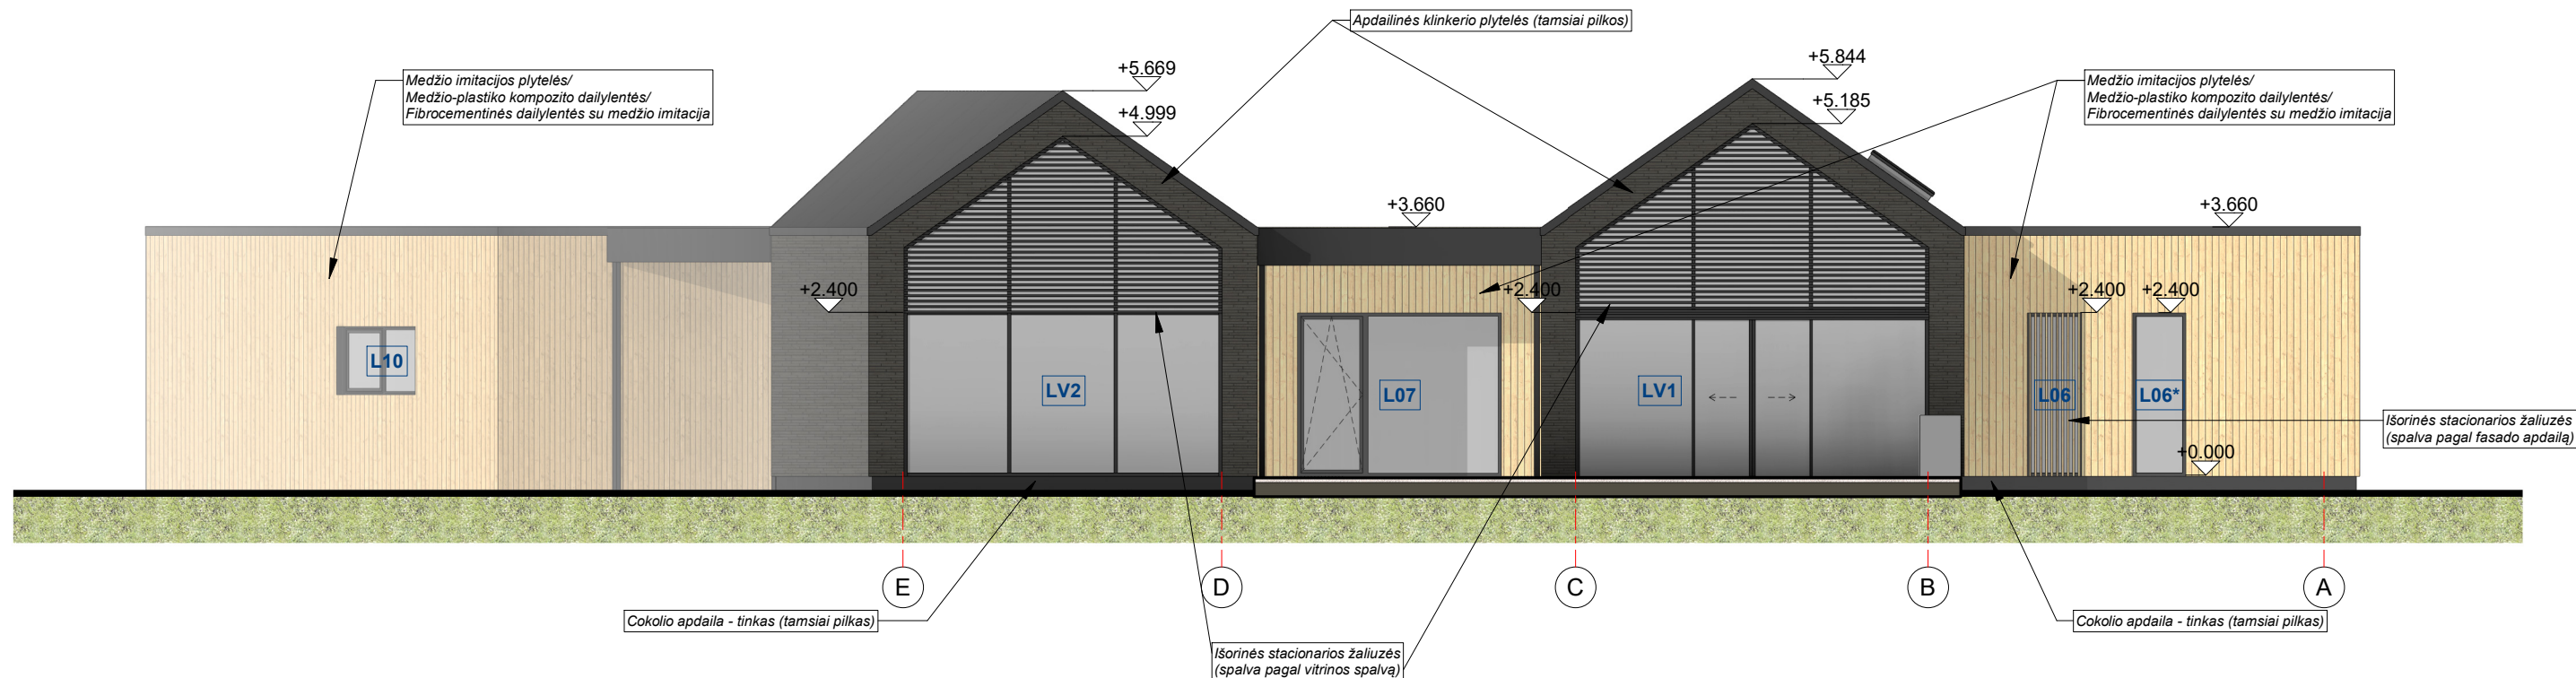 Apdailinės klinkerio plytelės (tamsiai pilkos)
+5.844
+5.669
Medžio imitacijos plytelės/
Medžio-plastiko kompozito dailylentės/
Fibrocementinės dailylentės su medžio imitacija
Medžio imitacijos plytelės/
Medžio-plastiko kompozito dailylentės/
Fibrocementinės dailylentės su medžio imitacija
+4.999
+5.185
+3.660
+3.660
+2.400
+2.400
+2.400
+2.400
L10
LV2
L07
LV1
L06
L06*
Išorinės stacionarios žaliuzės
(spalva pagal fasado apdailą)
+0.000
E
D
C
B
A
Cokolio apdaila - tinkas (tamsiai pilkas)
Cokolio apdaila - tinkas (tamsiai pilkas)
Išorinės stacionarios žaliuzės
(spalva pagal vitrinos spalvą)